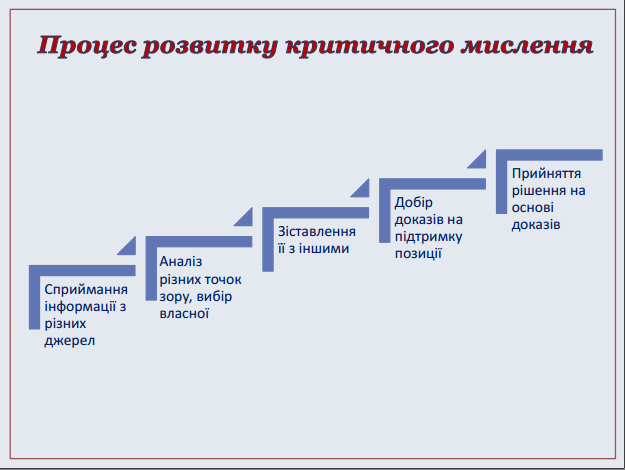 Процес розвитку критичного мислення
Сприймання
інформації з
різних
джерел
Аналіз
різних точок
зору, вибір
власної
Зіставлення
її з іншими
Добір
доказів на
підтримку
позиції
Прийняття
рішення на
основі
доказів